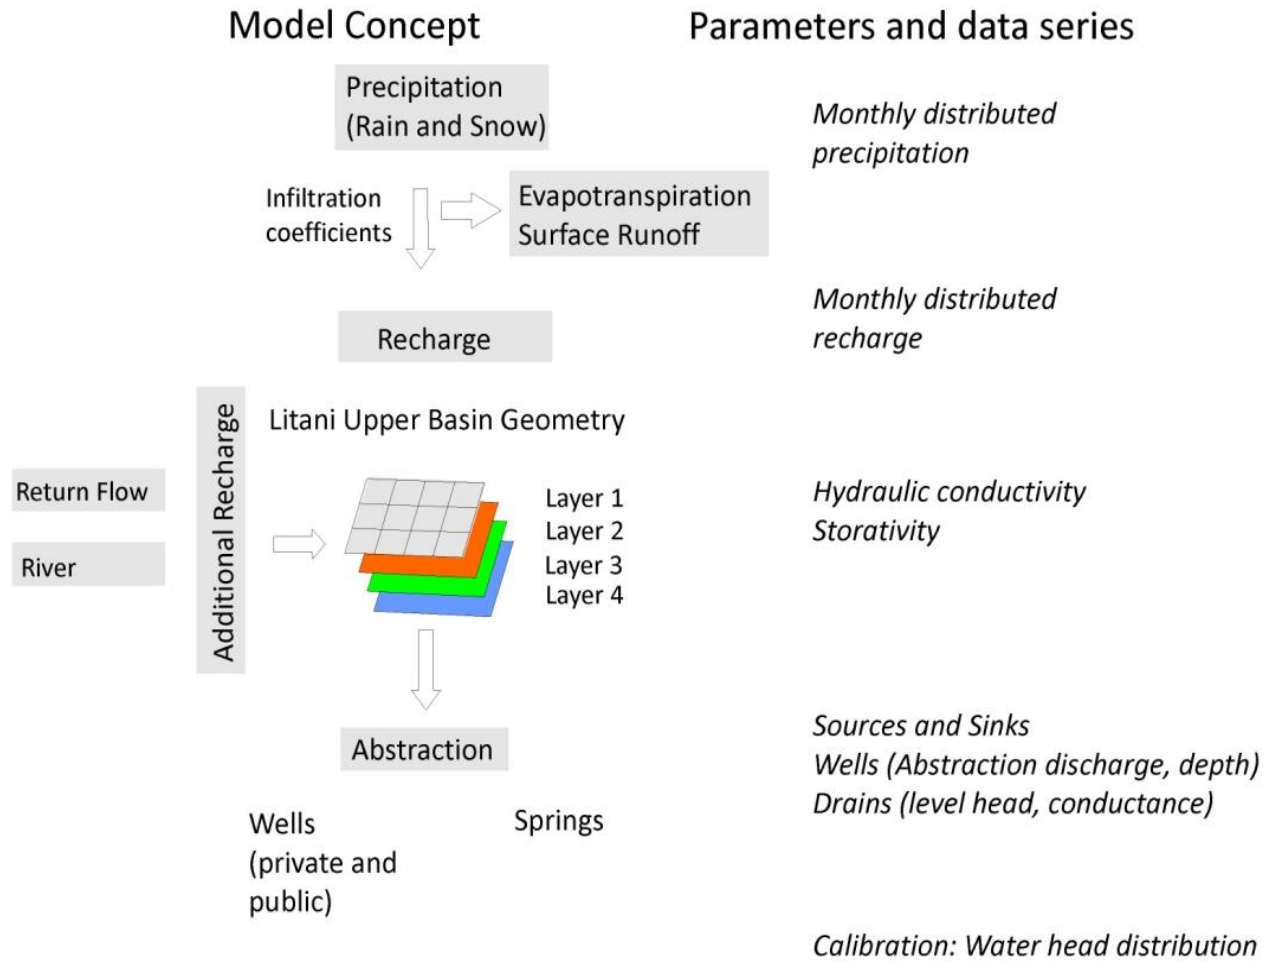 Model Concept
Parameters and data series
Precipitation
(Rain and Snow)
Monthly distributed
precipitation
Infiltration
coefficients
Evapotranspiration
Surface Runoff
Monthly distributed
recharge
Recharge
Additional Recharge
Litani Upper Basin Geometry
Return Flow
River
Layer 1
Layer 2
Layer 3
Layer 4
Hydraulic conductivity
Storativity
Abstraction
Sources and Sinks
Wells (Abstraction discharge, depth)
Drains (level head, conductance)
Wells
(private and
public)
Springs
Calibration: Water head distribution